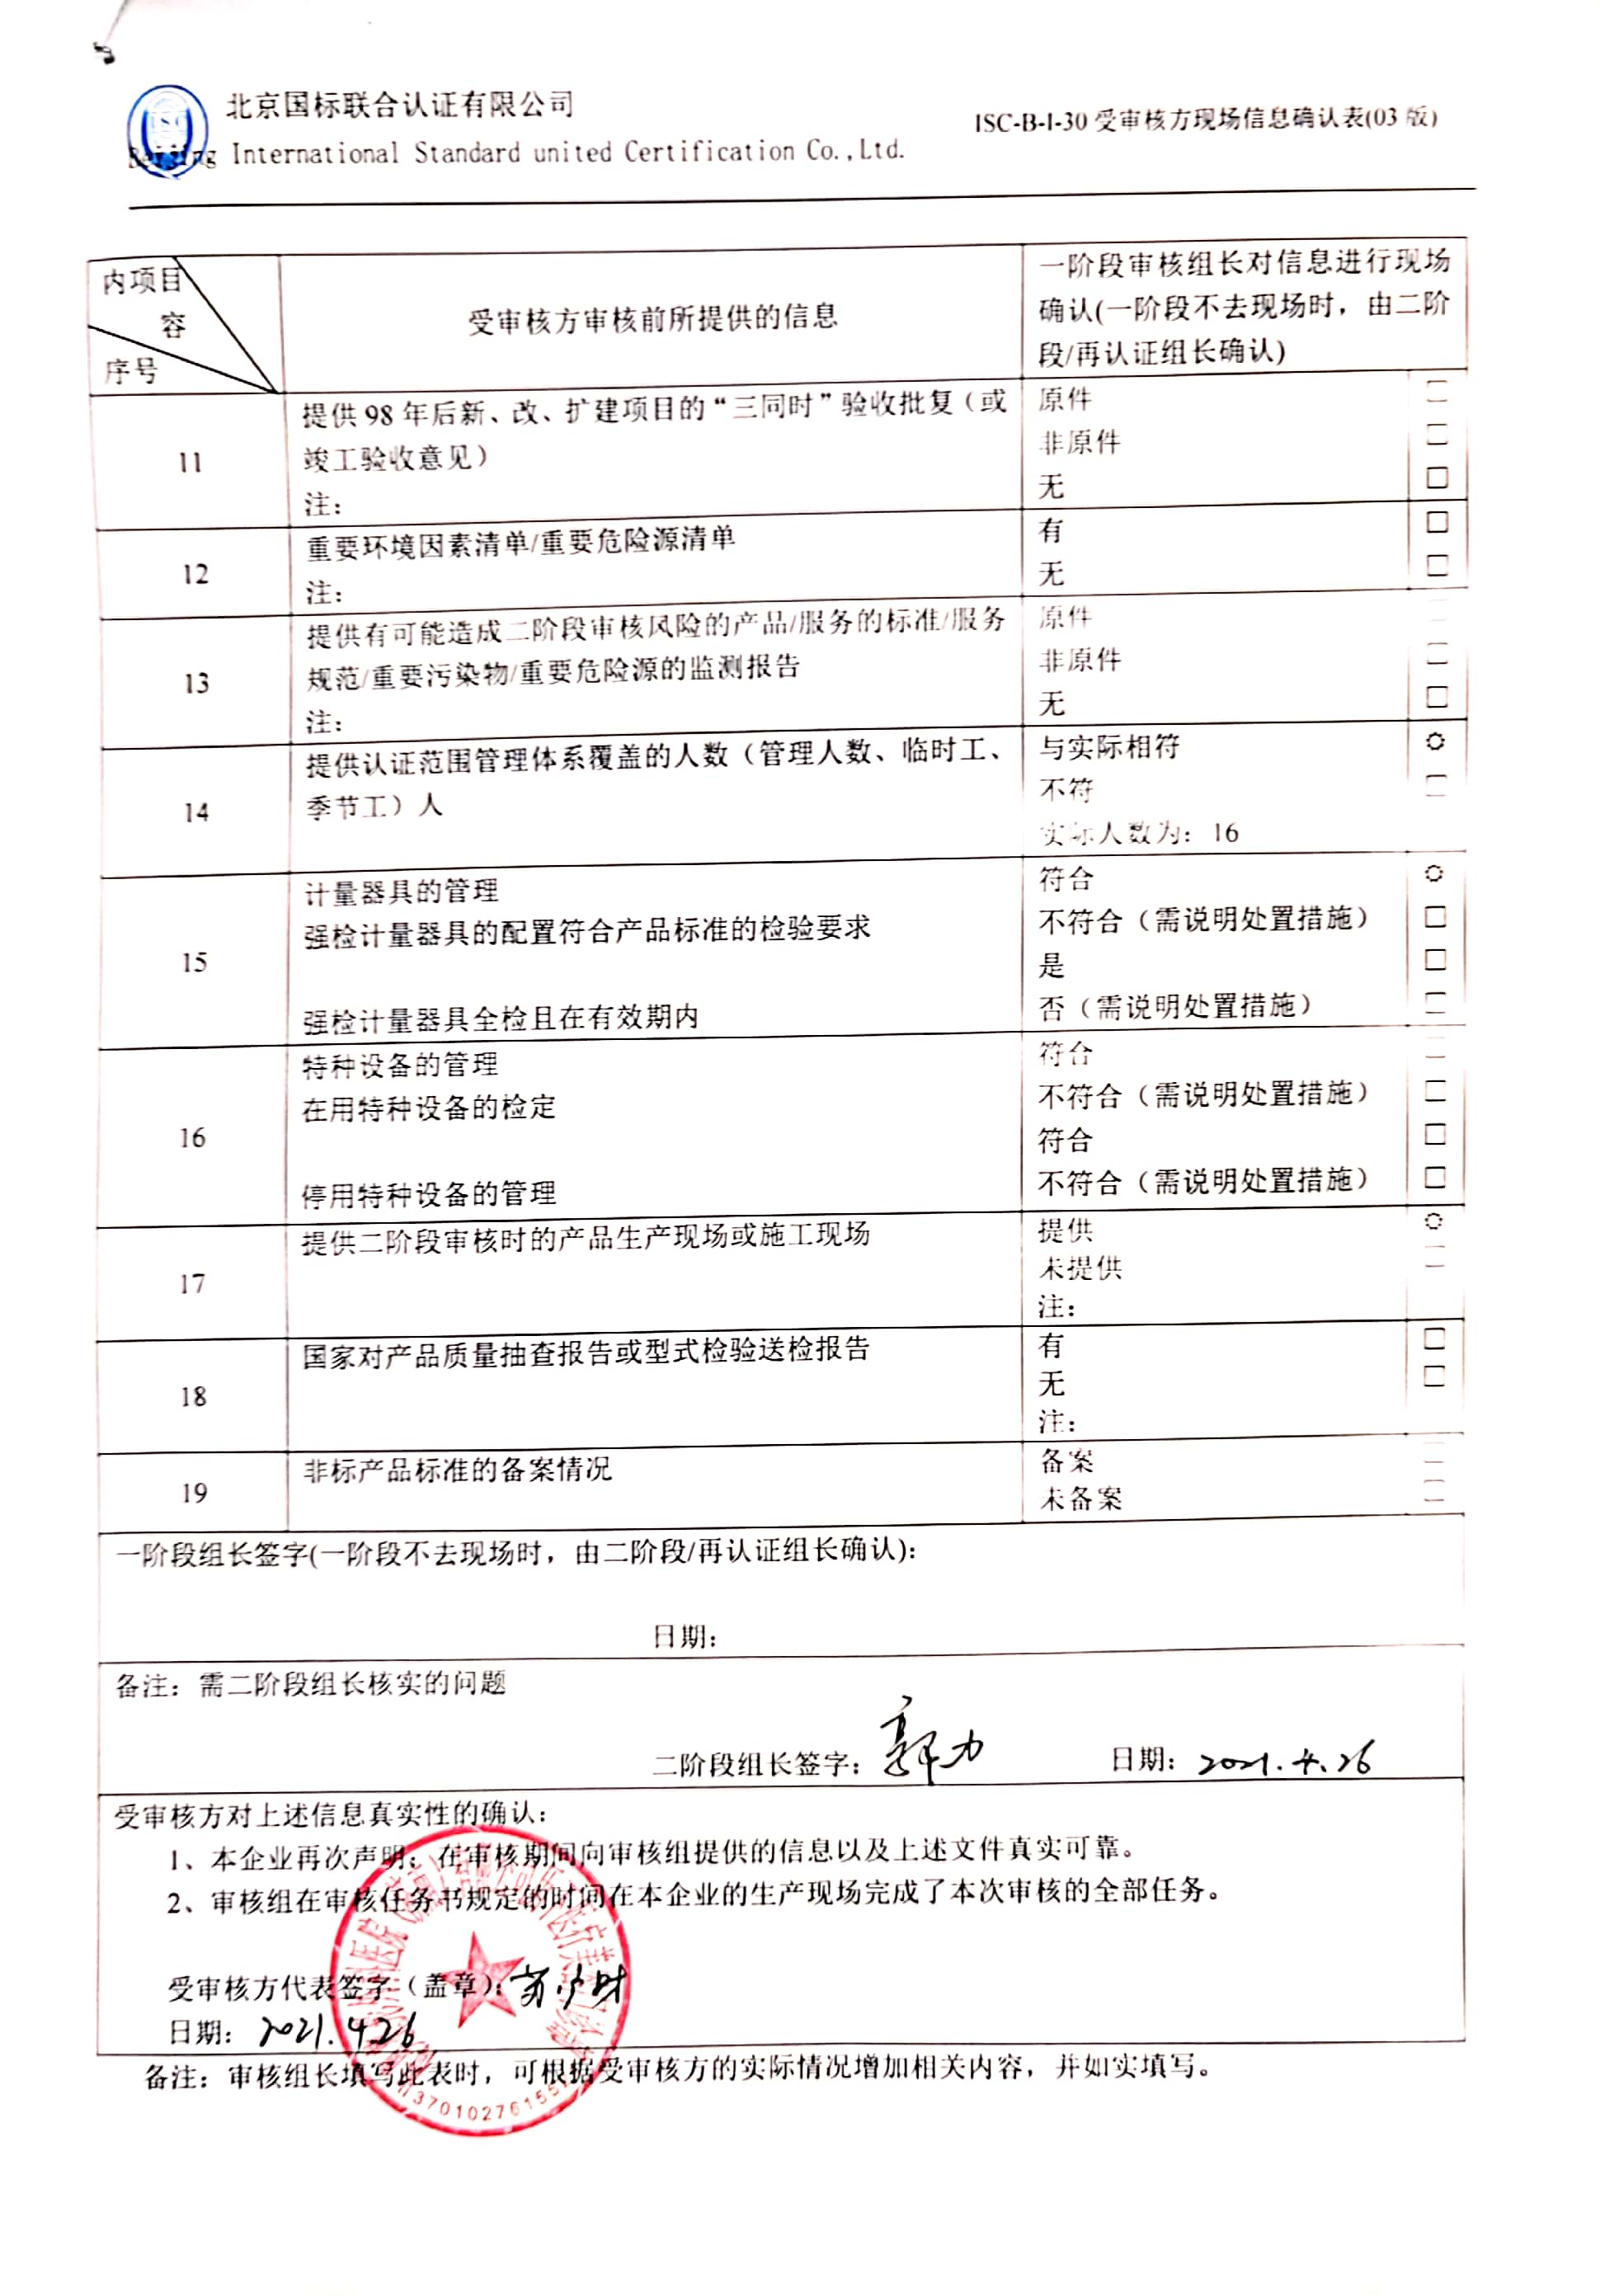 北京国标联合认证有限公司
ISC-B-I-30 受审核方现场信息确认表(03 版)
Beijing International Standard united Certification Co.,Ltd.
内项目
容
序号
受审核方审核前所提供的信息
一阶段审核组长对信息进行现场
确认(一阶段不去现场时，由二阶
段/再认证组长确认)
11
提供 98 年后新、改、扩建项目的“三同时”验收批复（或
竣工验收意见）
注：
原件 □
非原件 □
无 □
12
重要环境因素清单/重要危险源清单
注：
有 □
无 □
13
提供有可能造成二阶段审核风险的产品/服务的标准/服务
规范/重要污染物/重要危险源的监测报告
注：
原件 □
非原件 □
无 □
14
提供认证范围管理体系覆盖的人数（管理人数、临时工、
季节工）人
与实际相符
不符 □
实际人数为：16
15
计量器具的管理
强检计量器具的配置符合产品标准的检验要求
强检计量器具全检且在有效期内
符合
不符合（需说明处置措施） □
是 □
否（需说明处置措施） □
16
特种设备的管理
在用特种设备的检定
停用特种设备的管理
符合 □
不符合（需说明处置措施） □
符合 □
不符合（需说明处置措施） □
17
提供二阶段审核时的产品生产现场或施工现场
提供
未提供 □
注：
18
国家对产品质量抽查报告或型式检验送检报告
有 □
无 □
注：
19
非标产品标准的备案情况
备案 □
未备案 □
一阶段组长签字(一阶段不去现场时，由二阶段/再认证组长确认)：
日期：
备注：需二阶段组长核实的问题
二阶段组长签字：郭力 日期：2021.4.26
受审核方对上述信息真实性的确认：
1、本企业再次声明：在审核期间向审核组提供的信息以及上述文件真实可靠。
2、审核组在审核任务书规定的时间在本企业的生产现场完成了本次审核的全部任务。
受审核方代表签字（盖章）：
日期：2021.4.26
备注：审核组长填写此表时，可根据受审核方的实际情况增加相关内容，并如实填写。